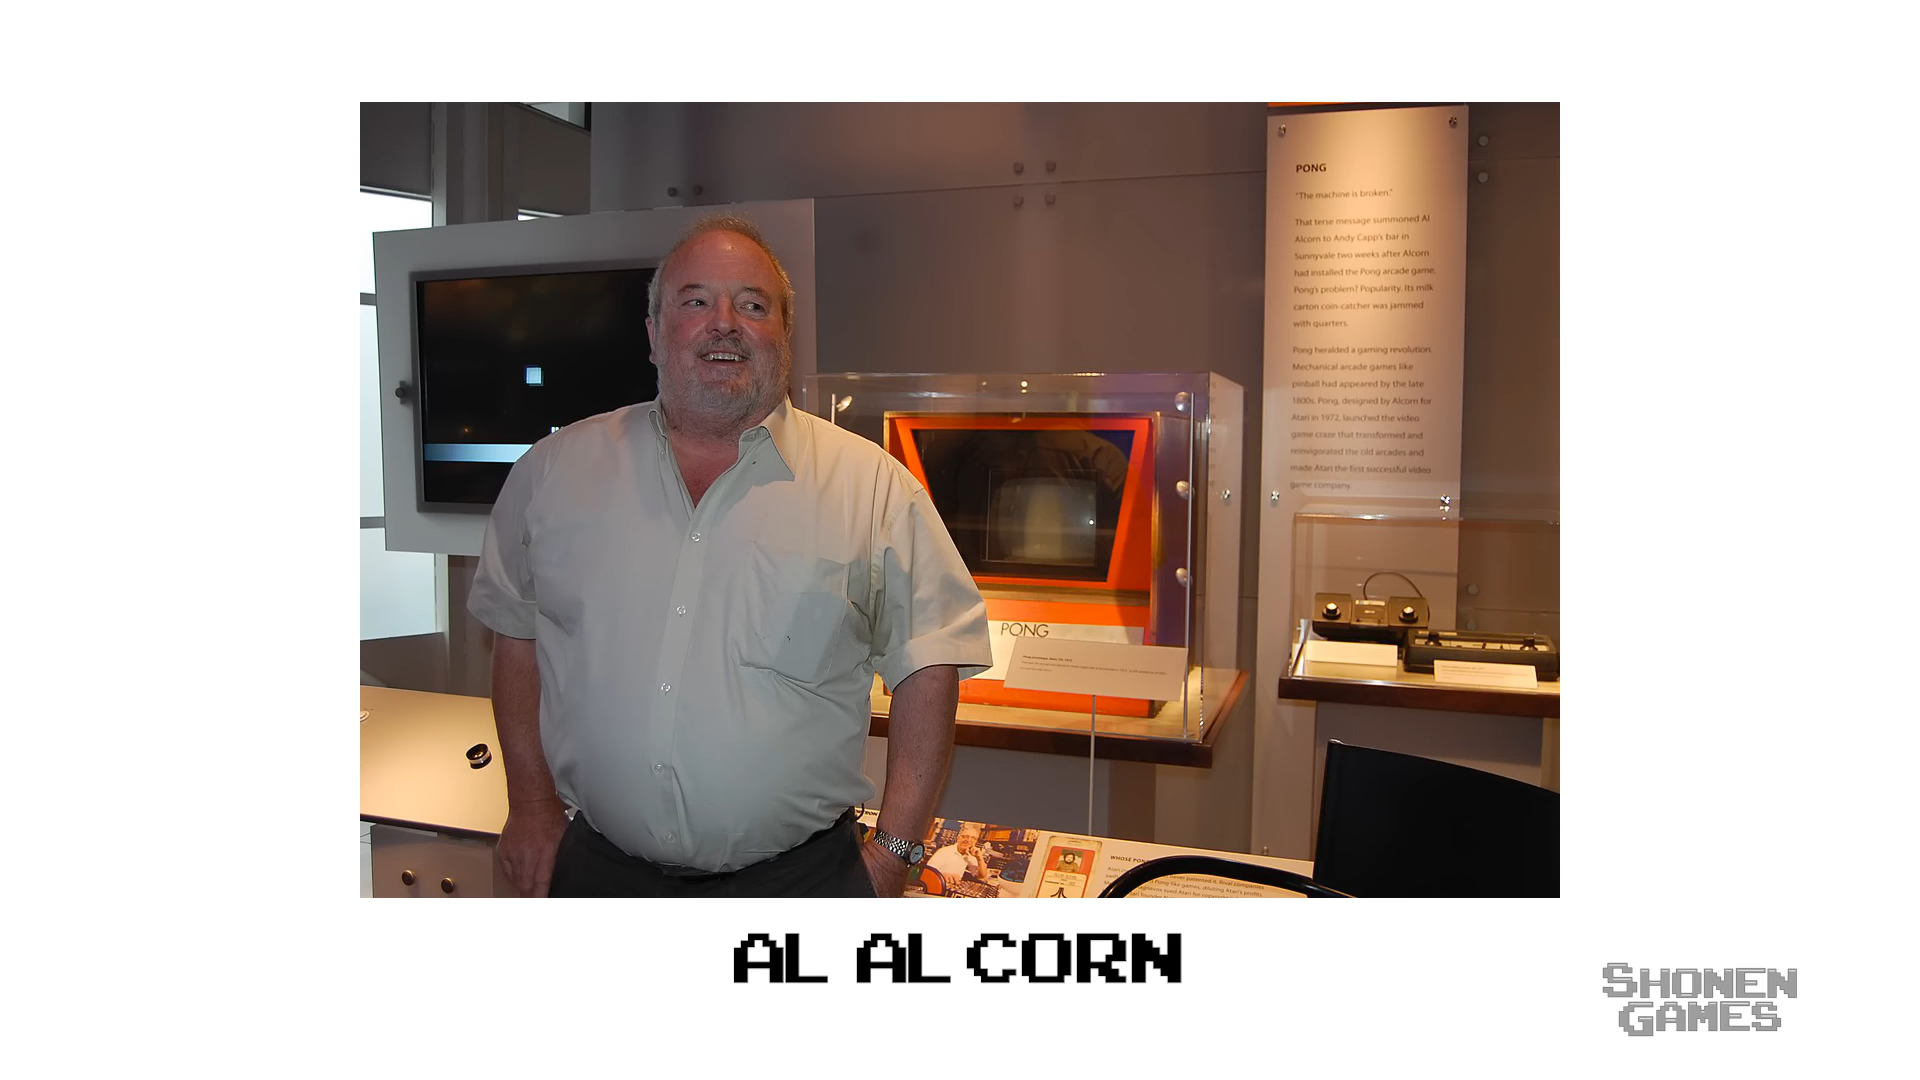 PONG
"The machine is broken."
That terse message summoned Al
Alcorn to Andy Capp's bar in
Sunnyvale two weeks after Alcorn
had installed the Pong arcade game.
Pong's problem? Popularity. Its milk
carton coin-catcher was jammed
with quarters.
Pong heralded a gaming revolution.
Mechanical arcade games like
pinball had appeared by the late
1800s. Pong, designed by Alcorn for
Atari in 1972, launched the video
game craze that transformed and
reinvigorated the old arcades and
made Atari the first successful video
game company.
PONG
WHOSE PON
AL ALCORN
SHONEN
GAMES